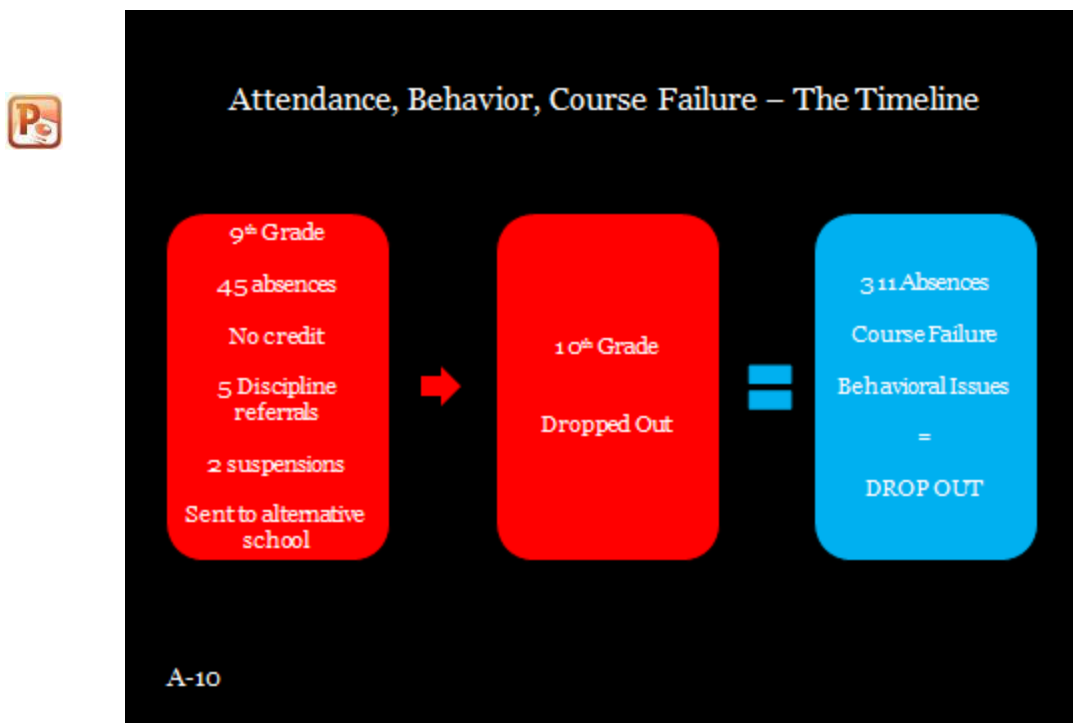 Attendance, Behavior, Course Failure – The Timeline
9th Grade
45 absences
No credit
5 Discipline
referrals
2 suspensions
Sent to alternative
school
10th Grade
Dropped Out
311 Absences
Course Failure
Behavioral Issues
=
DROP OUT
A-10
P